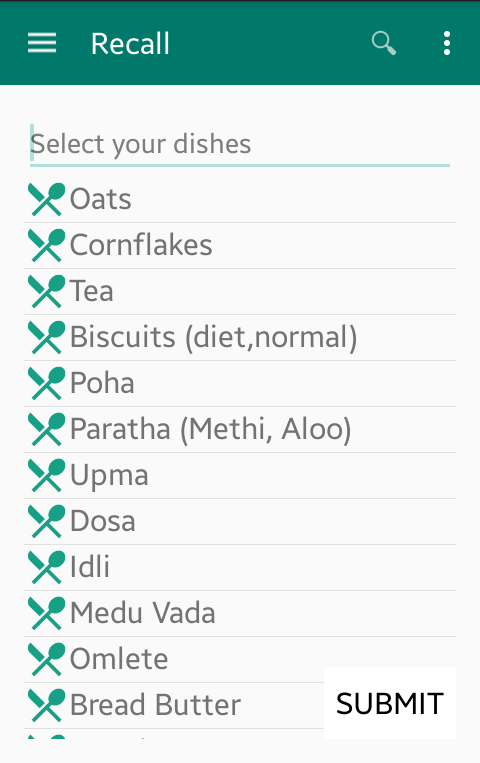 Recall
Select your dishes
Oats
Cornflakes
Tea
Biscuits (diet,normal)
Poha
Paratha (Methi, Aloo)
Upma
Dosa
Idli
Medu Vada
Omlete
Bread Butter
SUBMIT